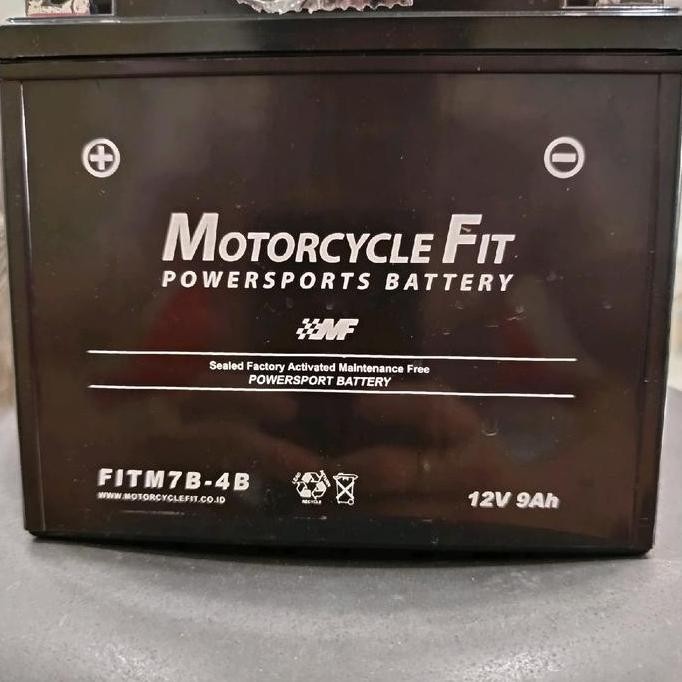 + −
MOTORCYCLE FIT
POWERSPORTS BATTERY
MF
Sealed Factory Activated Maintenance Free
POWERSPORT BATTERY
FITM7B-4B
WWW.MOTORCYCLEFIT.CO.ID
RECYCLE
12V 9Ah